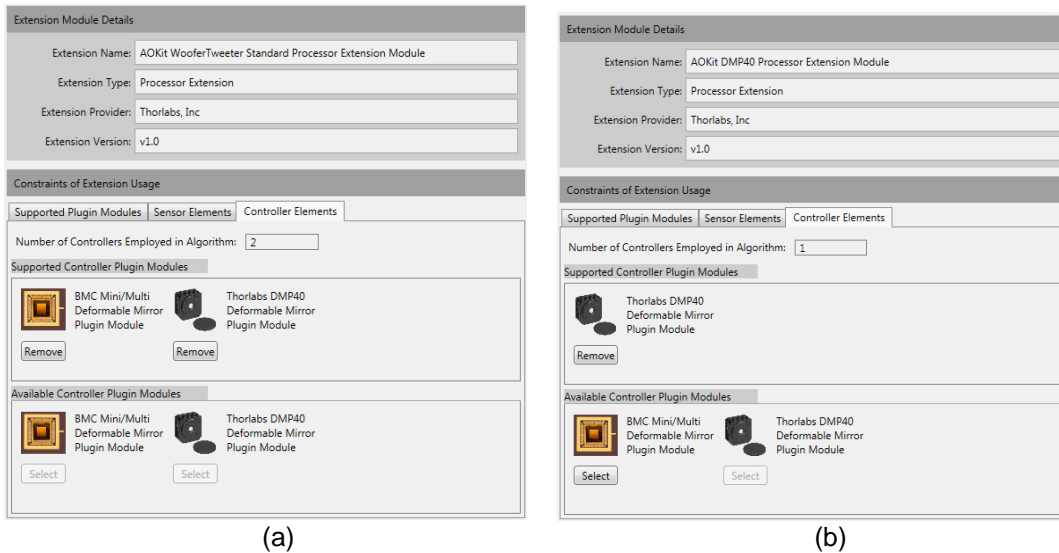 Extension Module Details
Extension Name: AOKit WooferTweeter Standard Processor Extension Module
Extension Type: Processor Extension
Extension Provider: Thorlabs, Inc
Extension Version: v1.0
Constraints of Extension Usage
Supported Plugin Modules Sensor Elements Controller Elements
Number of Controllers Employed in Algorithm: 2
Supported Controller Plugin Modules
BMC Mini/Multi
Deformable Mirror
Plugin Module
Remove
Thorlabs DMP40
Deformable Mirror
Plugin Module
Remove
Available Controller Plugin Modules
BMC Mini/Multi
Deformable Mirror
Plugin Module
Select
Thorlabs DMP40
Deformable Mirror
Plugin Module
Select
(a)
Extension Module Details
Extension Name: AOKit DMP40 Processor Extension Module
Extension Type: Processor Extension
Extension Provider: Thorlabs, Inc
Extension Version: v1.0
Constraints of Extension Usage
Supported Plugin Modules Sensor Elements Controller Elements
Number of Controllers Employed in Algorithm: 1
Supported Controller Plugin Modules
Thorlabs DMP40
Deformable Mirror
Plugin Module
Remove
Available Controller Plugin Modules
BMC Mini/Multi
Deformable Mirror
Plugin Module
Select
Thorlabs DMP40
Deformable Mirror
Plugin Module
Select
(b)